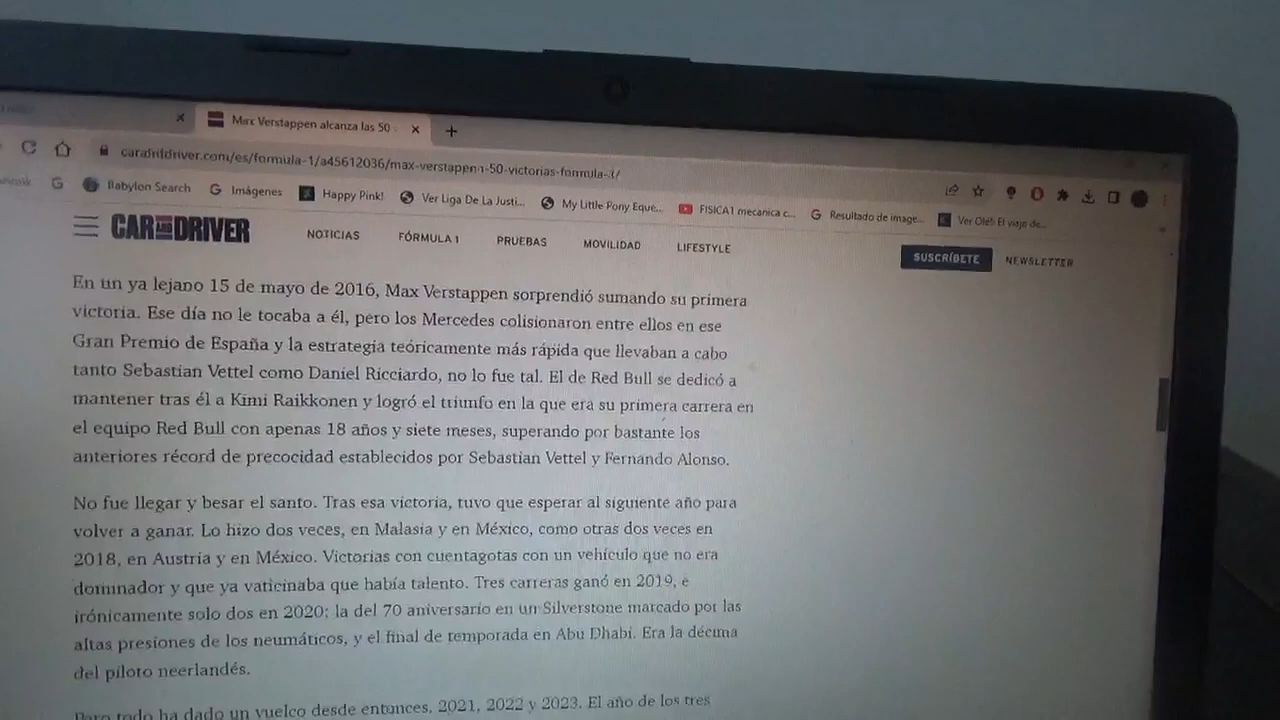 Max Verstappen alcanza las 50
carandriver.com/es/formula-1/a45612036/max-verstappen-50-victorias-formula-1/
Babylon Search Imágenes Happy Pink! Ver Liga De La Justi... My Little Pony Eque... FISICA1 mecanica c... Resultado de image... Ver Olé! El viaje de...
CAR AND DRIVER NOTICIAS FÓRMULA 1 PRUEBAS MOVILIDAD LIFESTYLE SUSCRÍBETE NEWSLETTER
En un ya lejano 15 de mayo de 2016, Max Verstappen sorprendió sumando su primera
victoria. Ese día no le tocaba a él, pero los Mercedes colisionaron entre ellos en ese
Gran Premio de España y la estrategia teóricamente más rápida que llevaban a cabo
tanto Sebastian Vettel como Daniel Ricciardo, no lo fue tal. El de Red Bull se dedicó a
mantener tras él a Kimi Raikkonen y logró el triunfo en la que era su primera carrera en
el equipo Red Bull con apenas 18 años y siete meses, superando por bastante los
anteriores récord de precocidad establecidos por Sebastian Vettel y Fernando Alonso.
No fue llegar y besar el santo. Tras esa victoria, tuvo que esperar al siguiente año para
volver a ganar. Lo hizo dos veces, en Malasia y en México, como otras dos veces en
2018, en Austria y en México. Victorias con cuentagotas con un vehículo que no era
dominador y que ya vaticinaba que había talento. Tres carreras ganó en 2019, e
irónicamente solo dos en 2020: la del 70 aniversario en un Silverstone marcado por las
altas presiones de los neumáticos, y el final de temporada en Abu Dhabi. Era la décima
del piloto neerlandés.
Pero todo ha dado un vuelco desde entonces. 2021, 2022 y 2023. El año de los tres